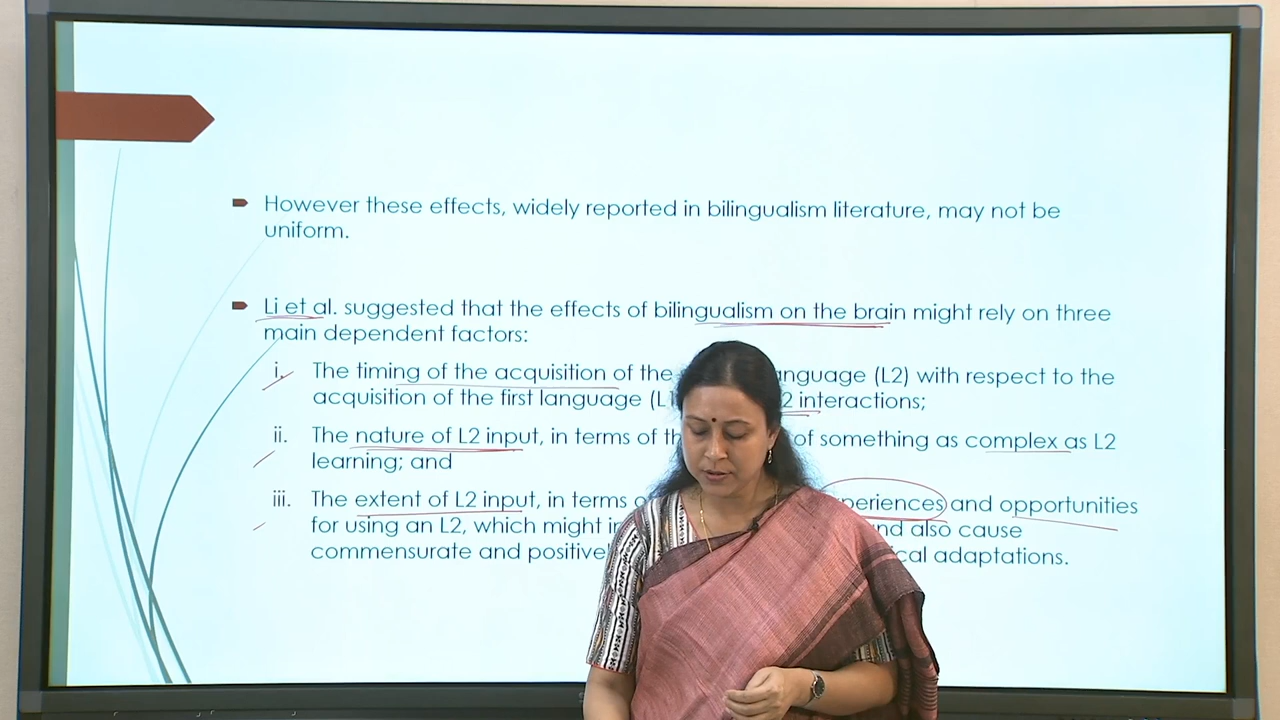 However these effects, widely reported in bilingualism literature, may not be
uniform.
Li et al. suggested that the effects of bilingualism on the brain might rely on three
main dependent factors:
i. The timing of the acquisition of the anguage (L2) with respect to the
acquisition of the first language (L1 2 interactions;
ii. The nature of L2 input, in terms of th of something as complex as L2
learning; and
iii. The extent of L2 input, in terms o periences and opportunities
for using an L2, which might in nd also cause
commensurate and positivel cal adaptations.